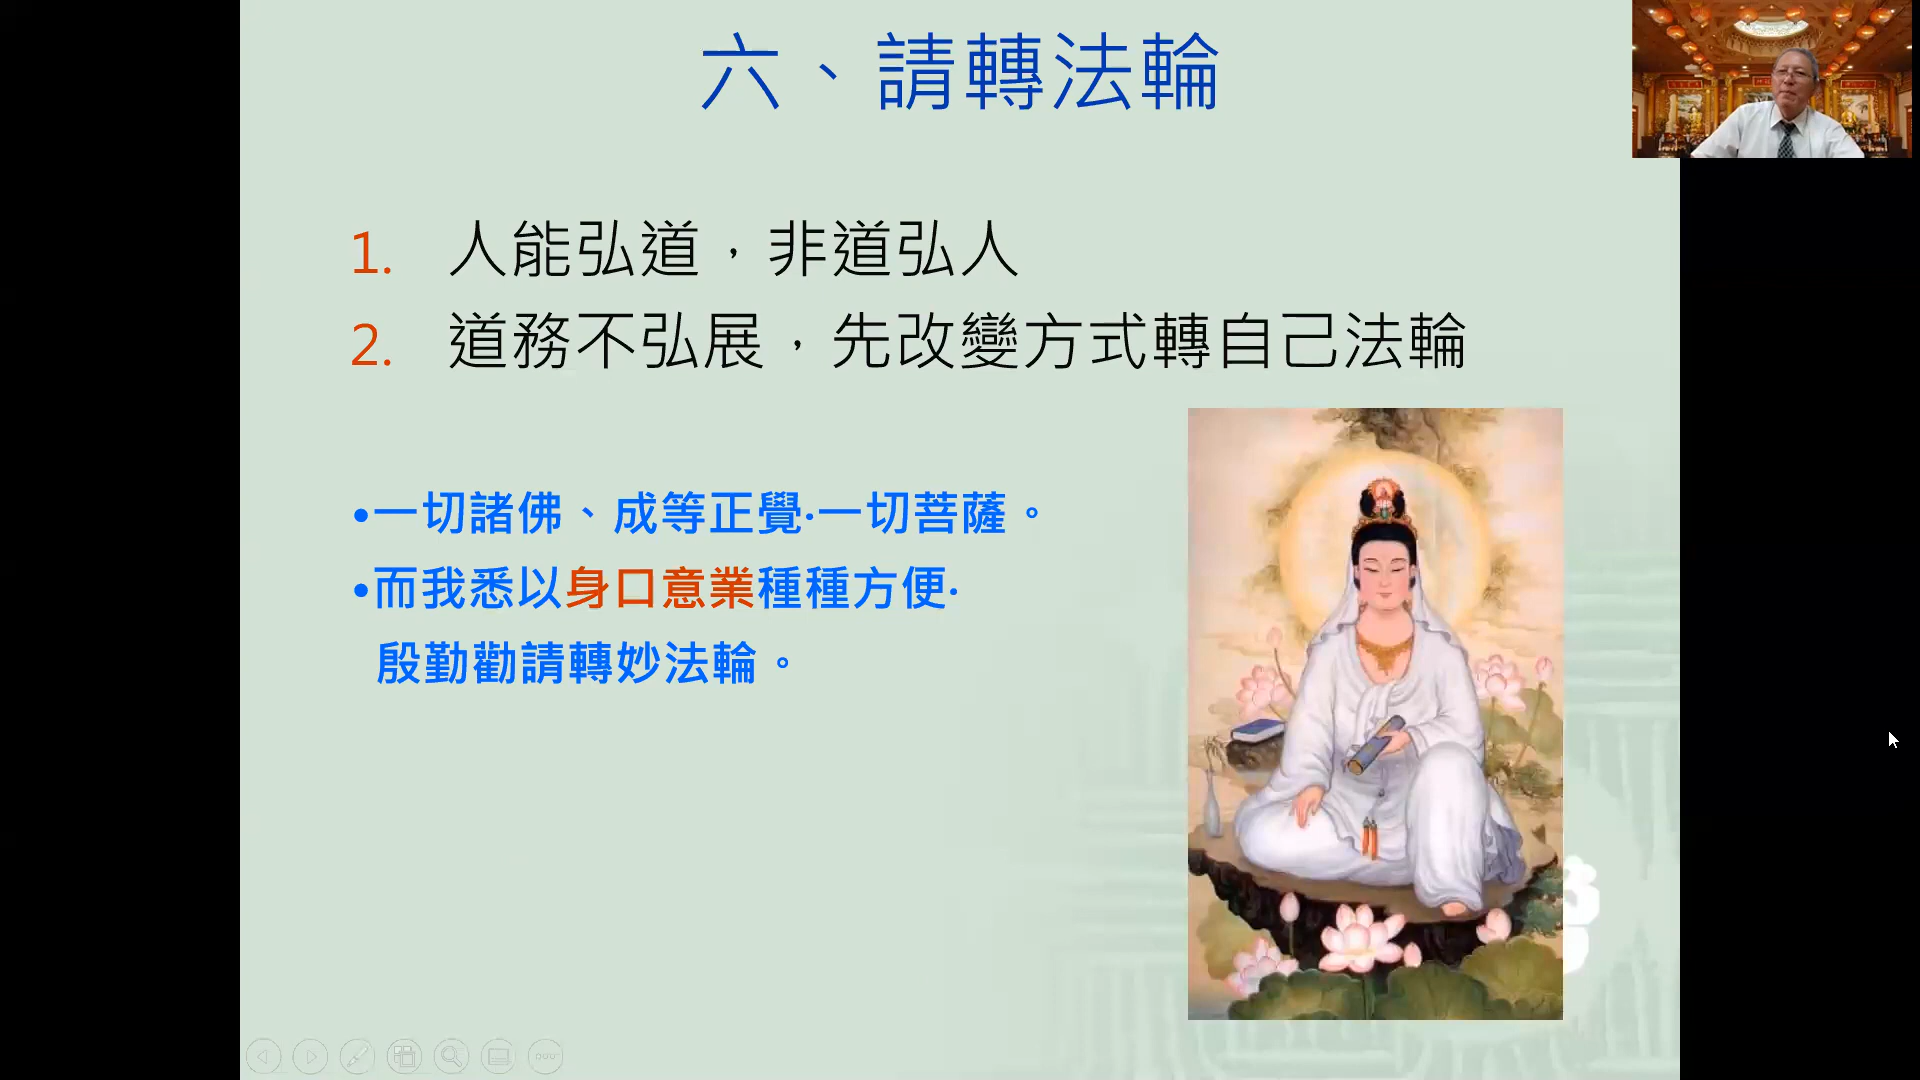 六、請轉法輪
1. 人能弘道，非道弘人
2. 道務不弘展，先改變方式轉自己法輪
•一切諸佛、成等正覺·一切菩薩。
•而我悉以身口意業種種方便·
殷勤勸請轉妙法輪。